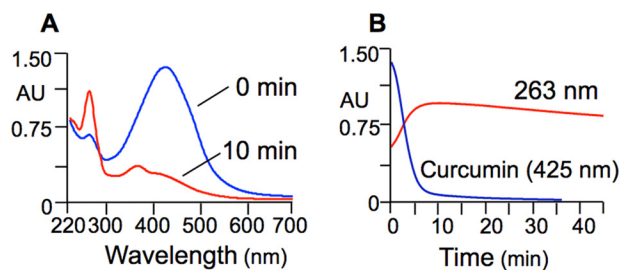 A
1.50
AU
0.75
0
0 min
10 min
220 300 400 500 600 700
Wavelength (nm)
B
1.50
AU
0.75
0
263 nm
Curcumin (425 nm)
0 10 20 30 40
Time (min)